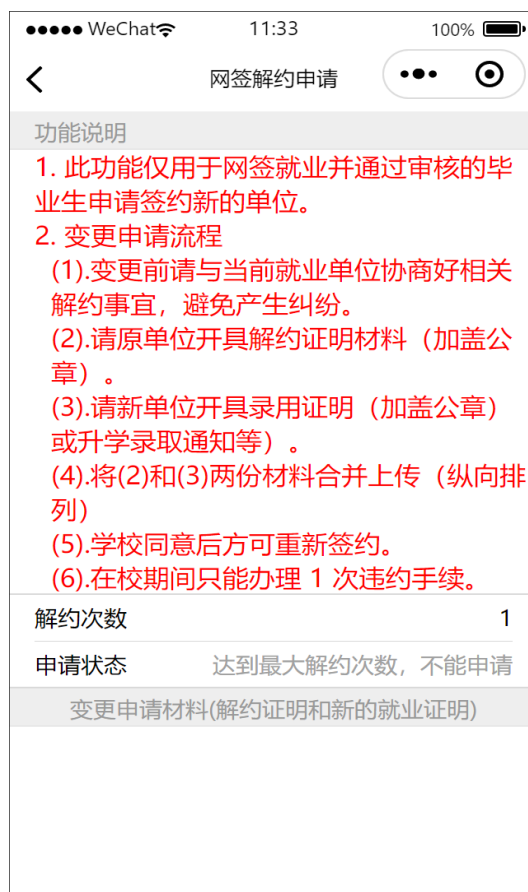 WeChat 11:33 100%
网签解约申请
功能说明
1. 此功能仅用于网签就业并通过审核的毕
业生申请签约新的单位。
2. 变更申请流程
(1).变更前请与当前就业单位协商好相关
解约事宜，避免产生纠纷。
(2).请原单位开具解约证明材料（加盖公
章）。
(3).请新单位开具录用证明（加盖公章）
或升学录取通知等）。
(4).将(2)和(3)两份材料合并上传（纵向排
列）
(5).学校同意后方可重新签约。
(6).在校期间只能办理 1 次违约手续。
解约次数 1
申请状态 达到最大解约次数，不能申请
变更申请材料(解约证明和新的就业证明)